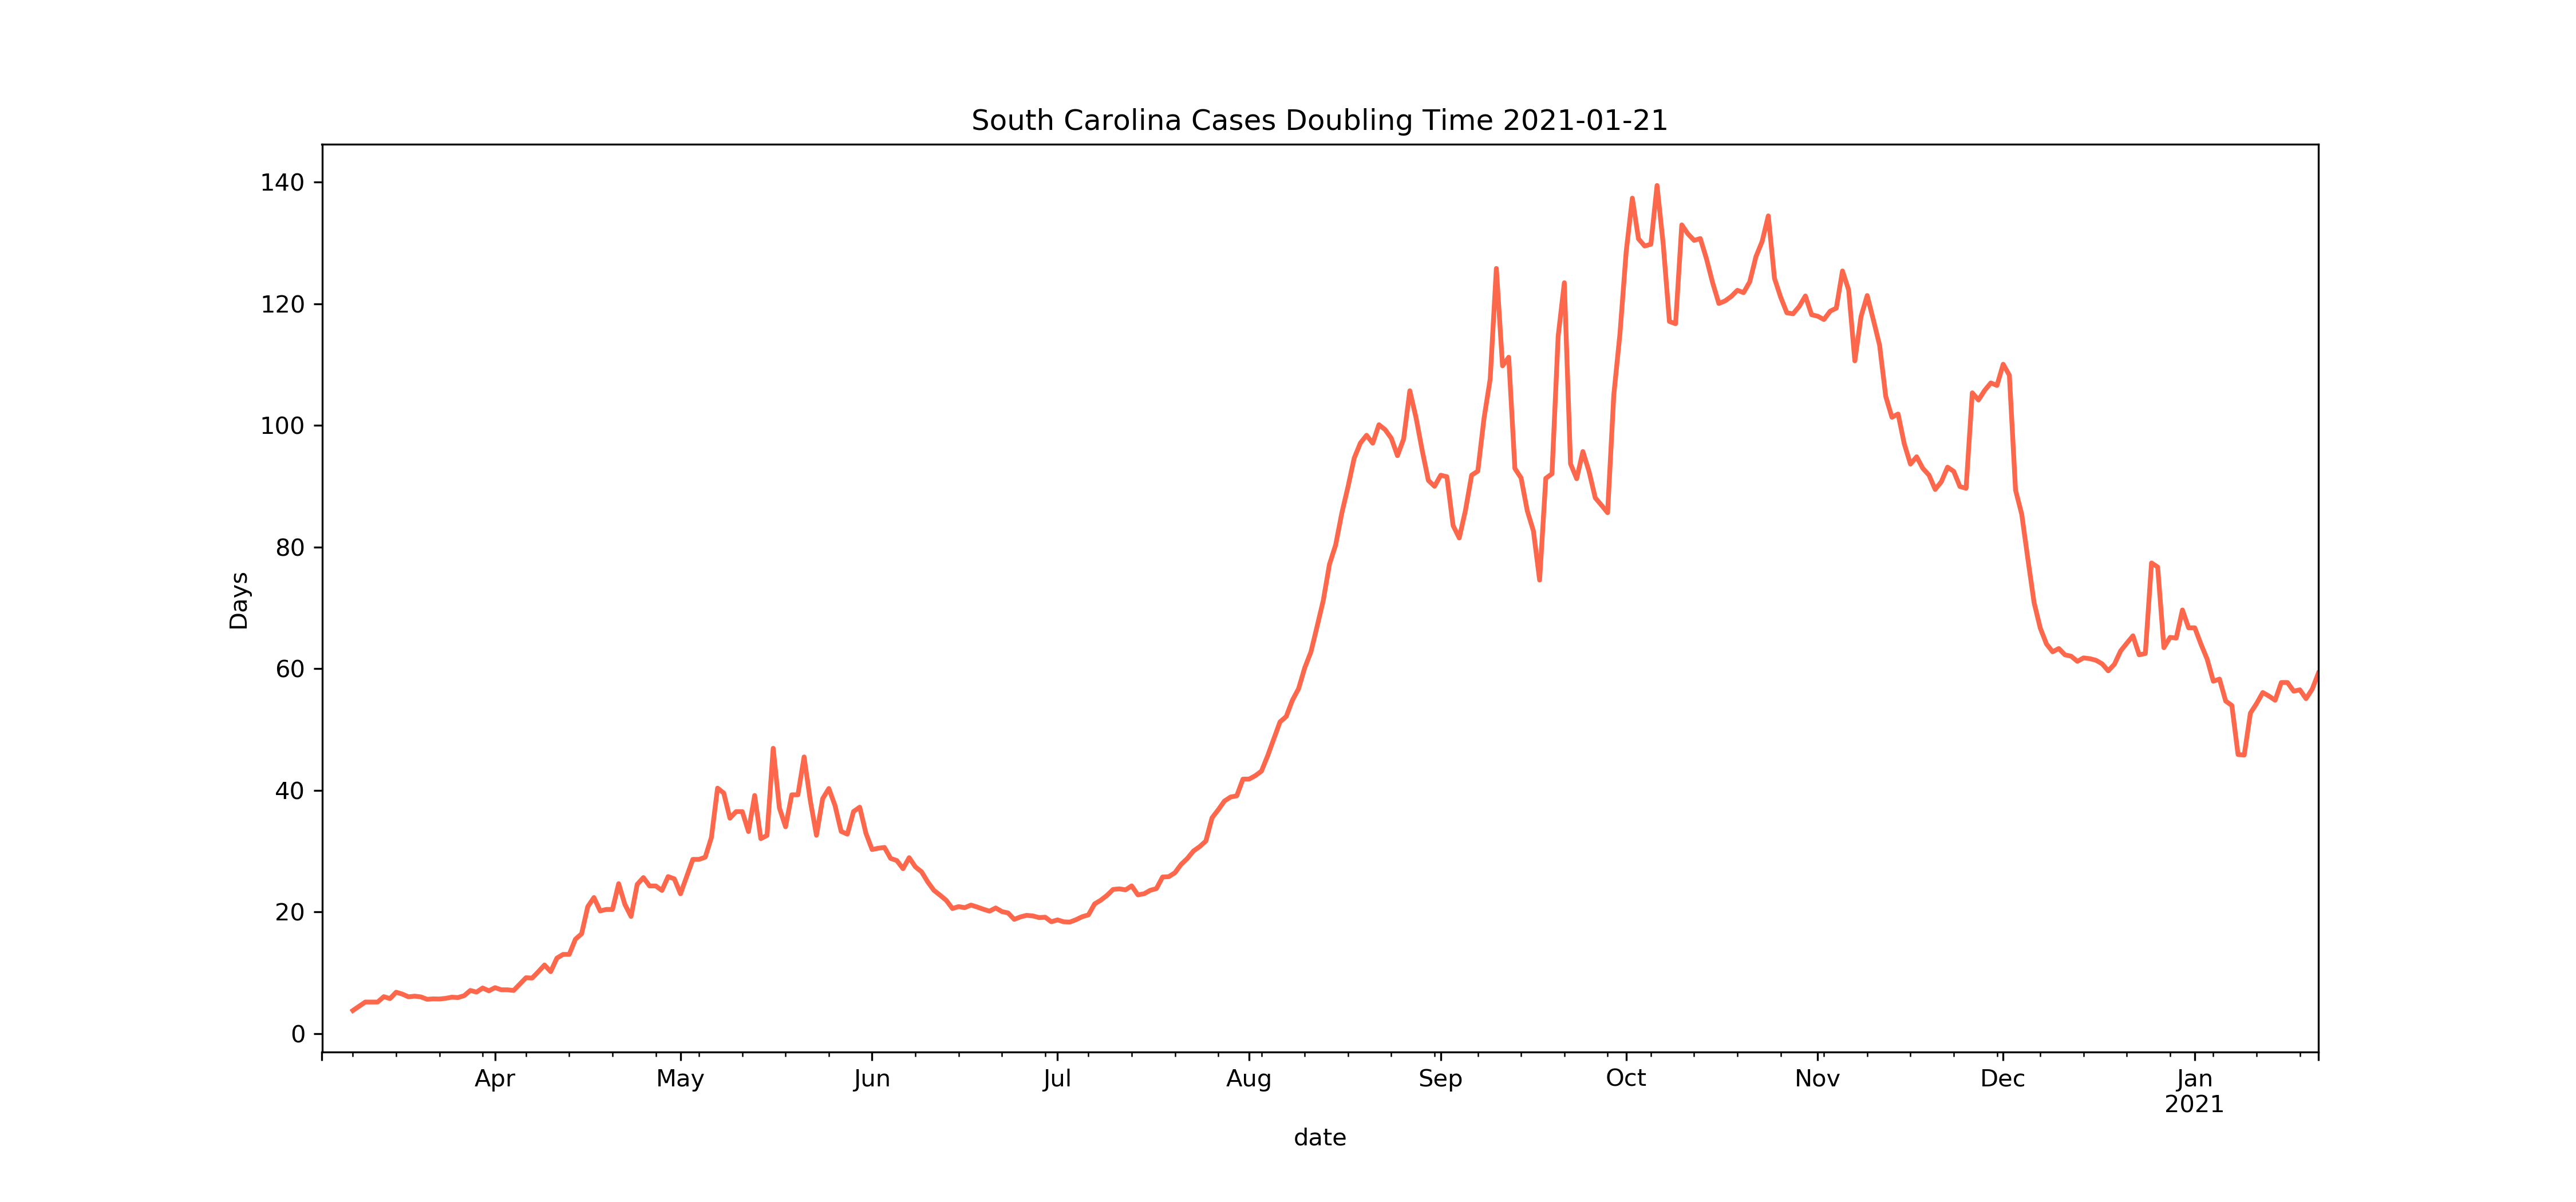 South Carolina Cases Doubling Time 2021-01-21
140
120
100
80
60
40
20
0
Days
Apr May Jun Jul Aug Sep Oct Nov Dec Jan
2021
date